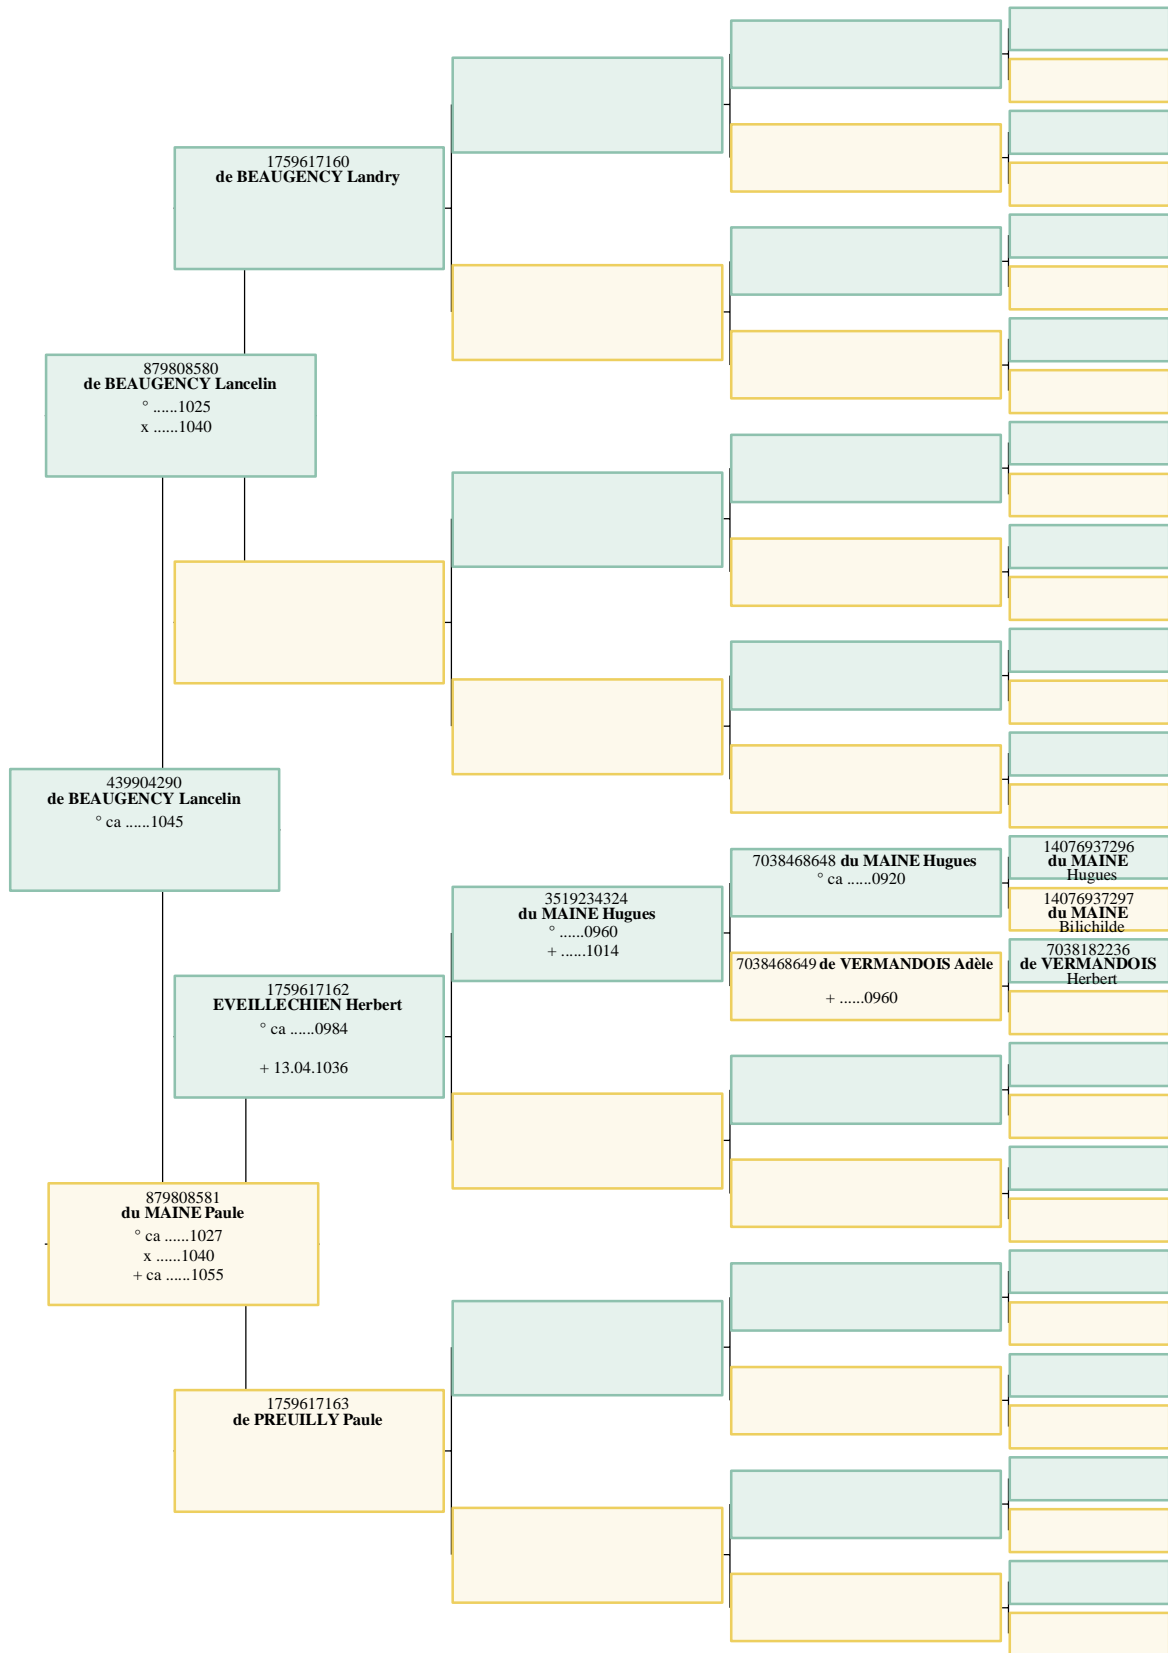 1759617160
de BEAUGENCY Landry
879808580
de BEAUGENCY Lancelin
° ......1025
x ......1040
439904290
de BEAUGENCY Lancelin
° ca ......1045
7038468648 du MAINE Hugues
° ca ......0920
14076937296
du MAINE
Hugues
14076937297
du MAINE
Bilichilde
3519234324
du MAINE Hugues
° ......0960
+ ......1014
7038468649 de VERMANDOIS Adèle
+ ......0960
7038182236
de VERMANDOIS
Herbert
1759617162
EVEILLECHIEN Herbert
° ca ......0984
+ 13.04.1036
879808581
du MAINE Paule
° ca ......1027
x ......1040
+ ca ......1055
1759617163
de PREUILLY Paule